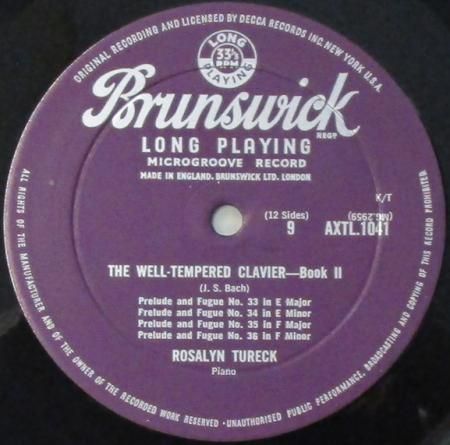 ORIGINAL RECORDING AND LICENSED BY DECCA RECORDS INC. NEW YORK U.S.A.
LONG
33⅓
RPM
PLAYING
Brunswick
REGD
LONG PLAYING
MICROGROOVE RECORD
MADE IN ENGLAND. BRUNSWICK LTD. LONDON
K/T
(12 Sides)
9
(MG.2959)
AXTL.1041
THE WELL-TEMPERED CLAVIER—Book II
(J. S. Bach)
Prelude and Fugue No. 33 in E Major
Prelude and Fugue No. 34 in E Minor
Prelude and Fugue No. 35 in F Major
Prelude and Fugue No. 36 in F Minor
ROSALYN TURECK
Piano
ALL RIGHTS OF THE MANUFACTURER AND OF THE OWNER OF THE RECORDED WORK RESERVED · UNAUTHORISED PUBLIC PERFORMANCE, BROADCASTING AND COPYING OF THIS RECORD PROHIBITED